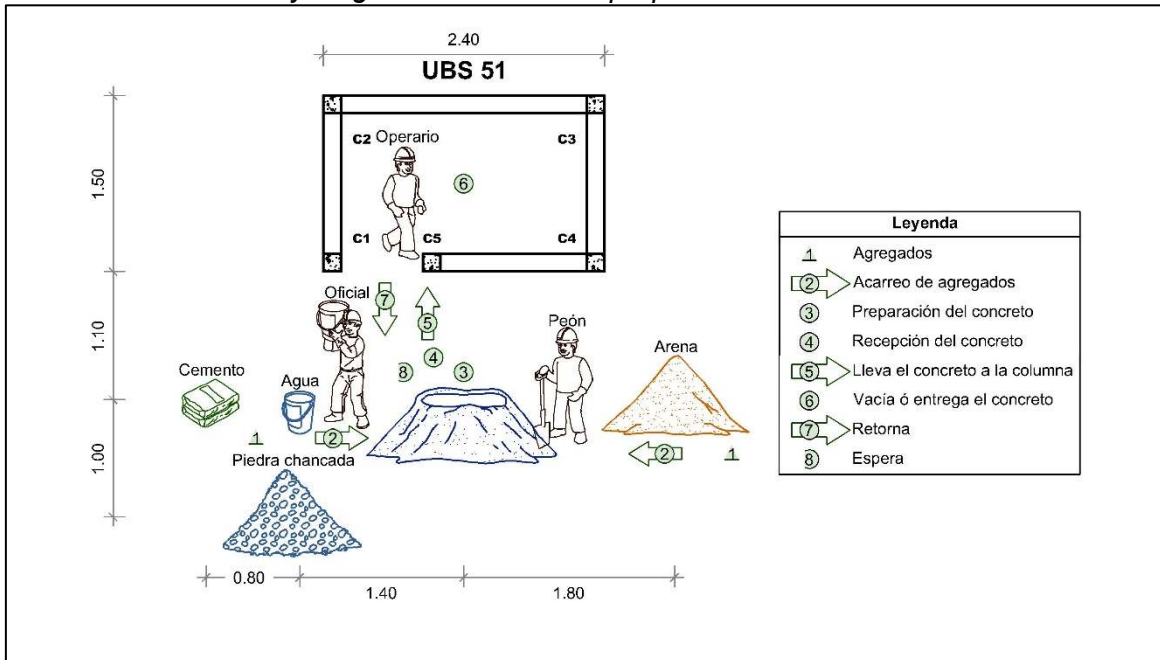 2.40
UBS 51
C2 Operario
C3
6
1.50
C1
C5
C4
Oficial
7
5
Peón
Arena
1.10
4
8
3
Cemento
Agua
1
2
2
1
Piedra chancada
1.00
0.80
1.40
1.80
Leyenda
1 Agregados
2 Acarreo de agregados
3 Preparación del concreto
4 Recepción del concreto
5 Lleva el concreto a la columna
6 Vacía ó entrega el concreto
7 Retorna
8 Espera